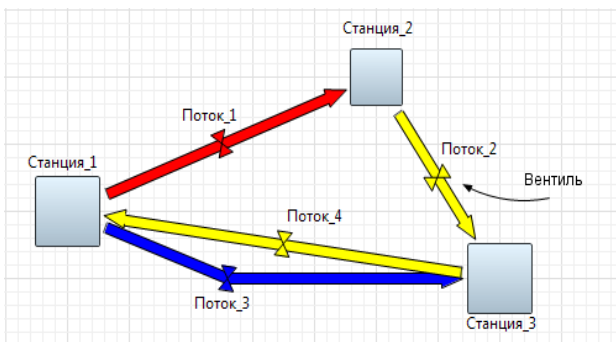 Станция_2
Поток_1
Поток_2
Станция_1
Вентиль
Поток_4
Поток_3
Станция_3